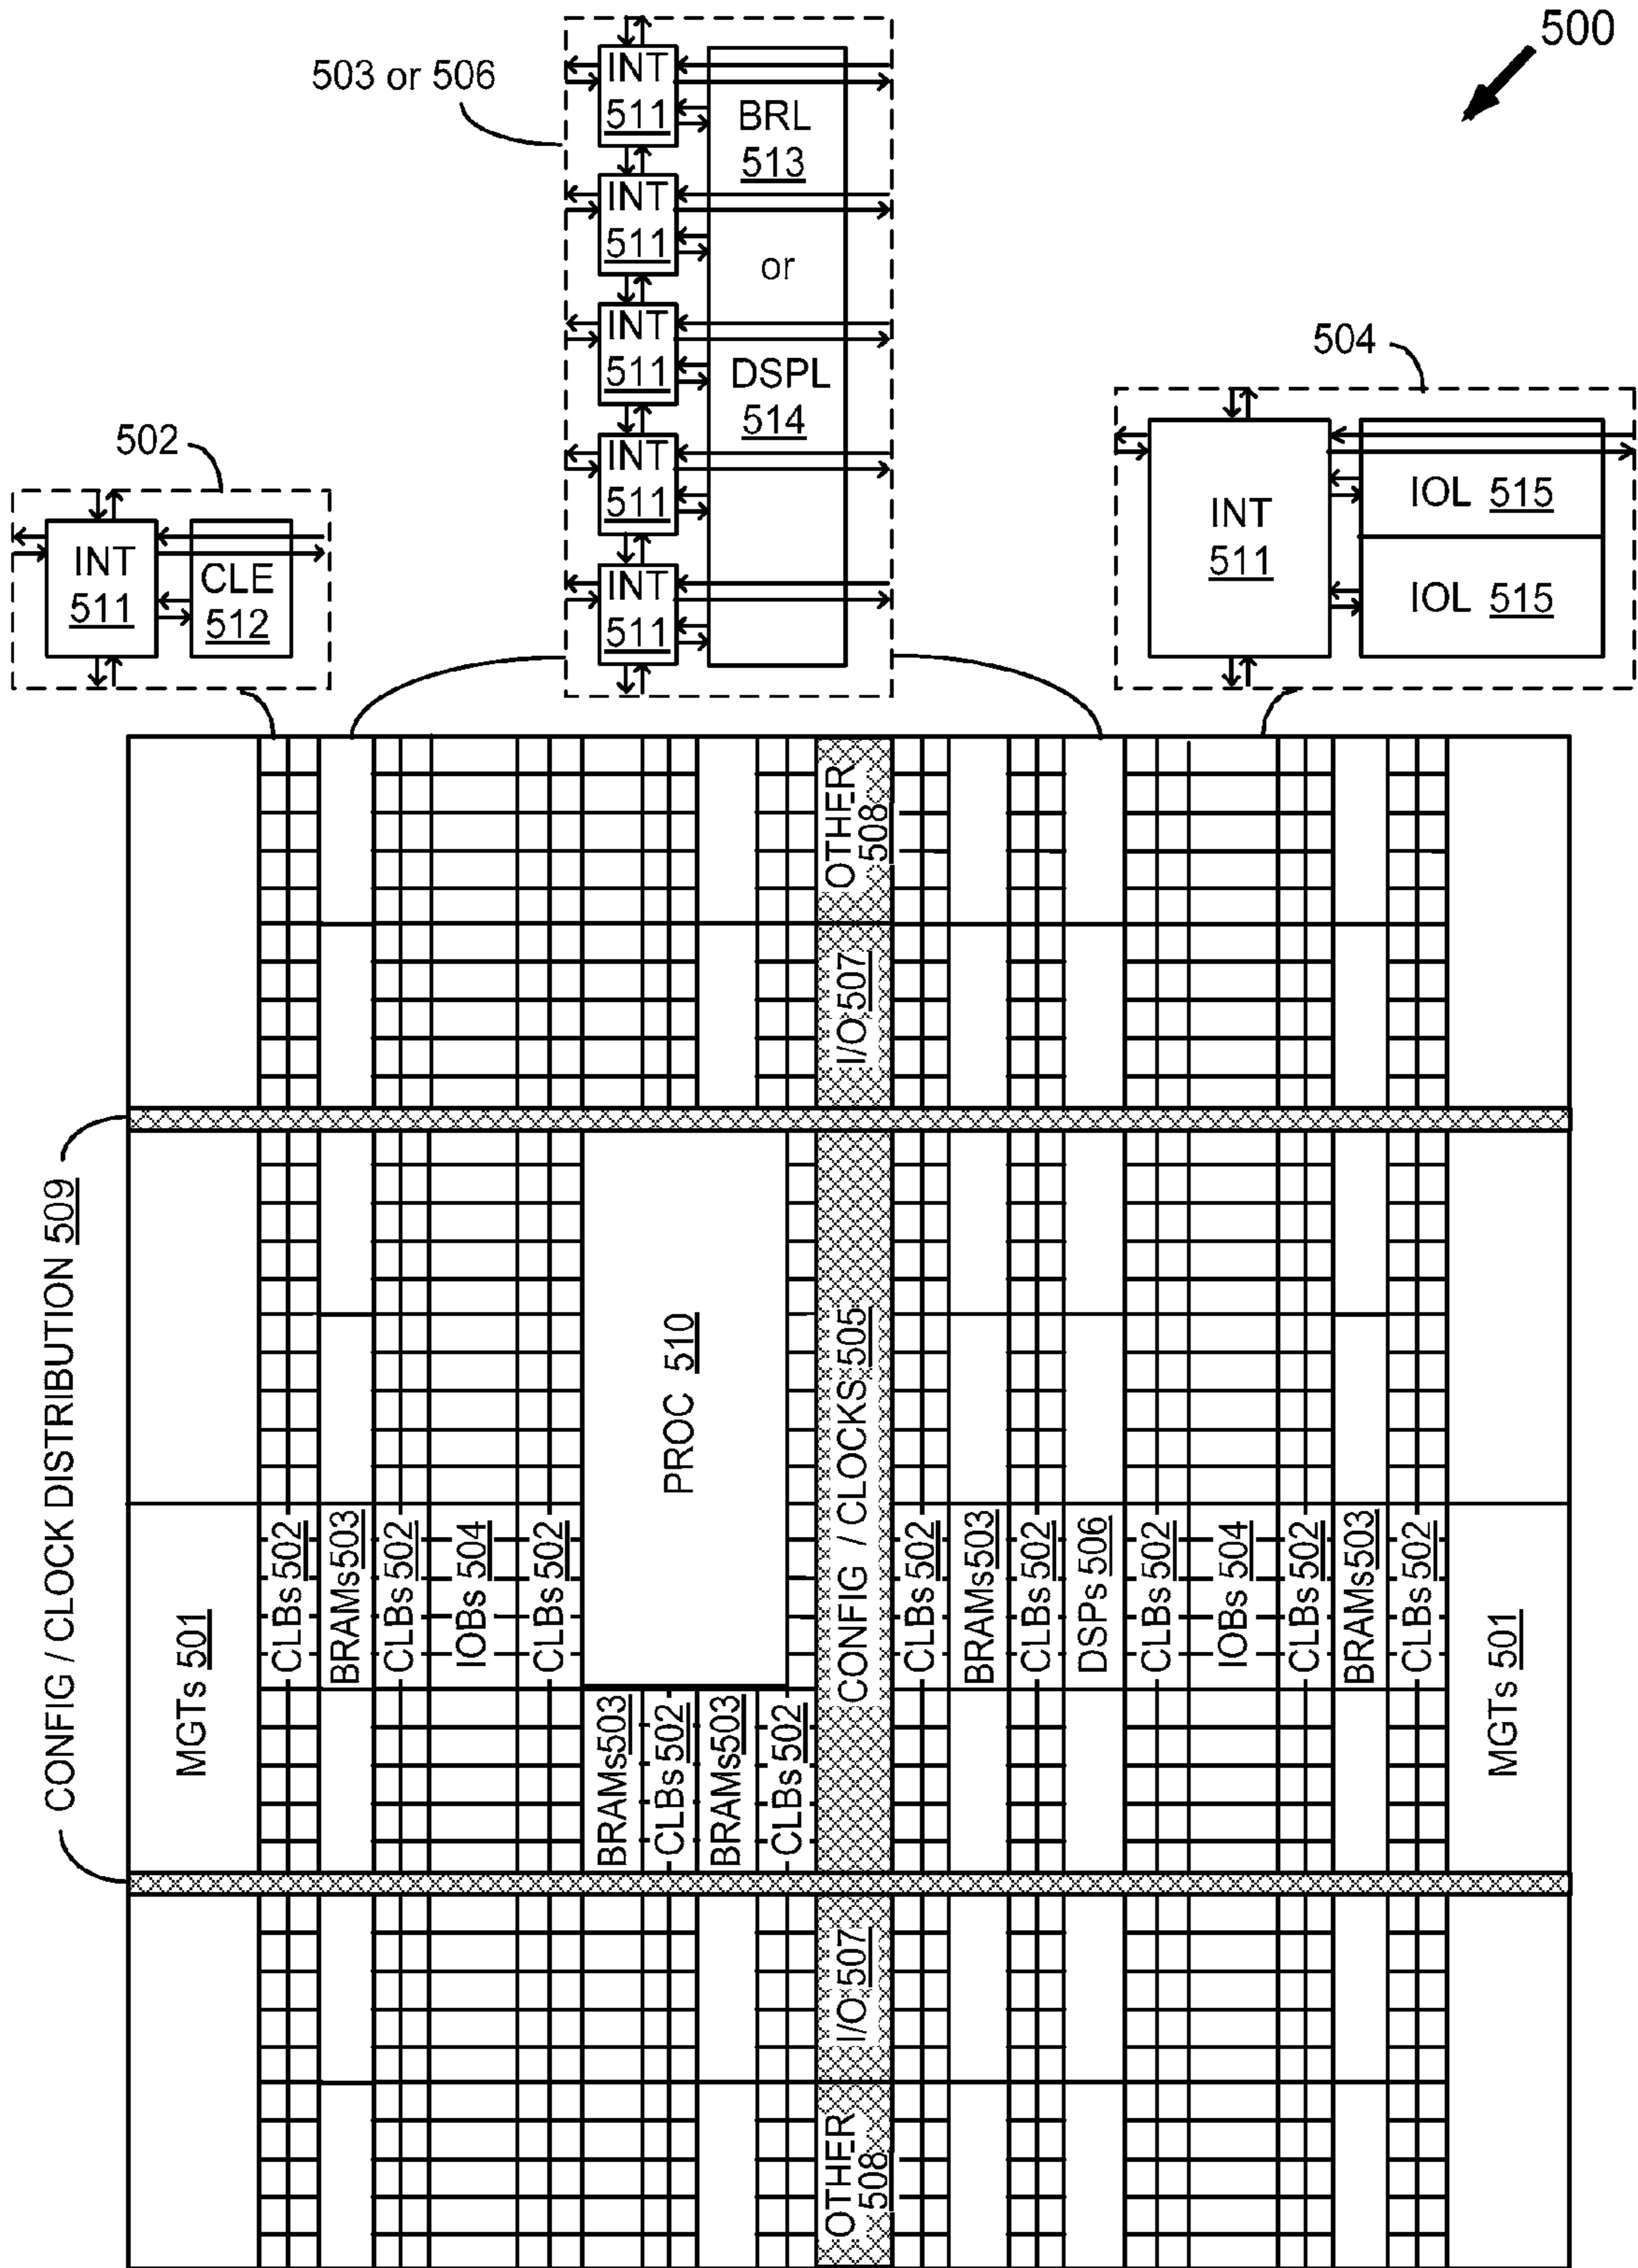 500
503 or 506
INT
511
INT
511
INT
511
INT
511
INT
511
BRL
513
or
DSPL
514
504
INT
511
IOL 515
IOL 515
502
INT
511
CLE
512
OTHER
508
I/O 507
CONFIG / CLOCK DISTRIBUTION 509
PROC 510
CONFIG / CLOCKS 505
MGTs 501
CLBs 502
BRAMs 503
CLBs 502
IOBs 504
CLBs 502
BRAMs 503
CLBs 502
BRAMs 503
CLBs 502
CLBs 502
BRAMs 503
CLBs 502
DSPs 506
CLBs 502
IOBs 504
CLBs 502
BRAMs 503
CLBs 502
MGTs 501
I/O 507
OTHER
508